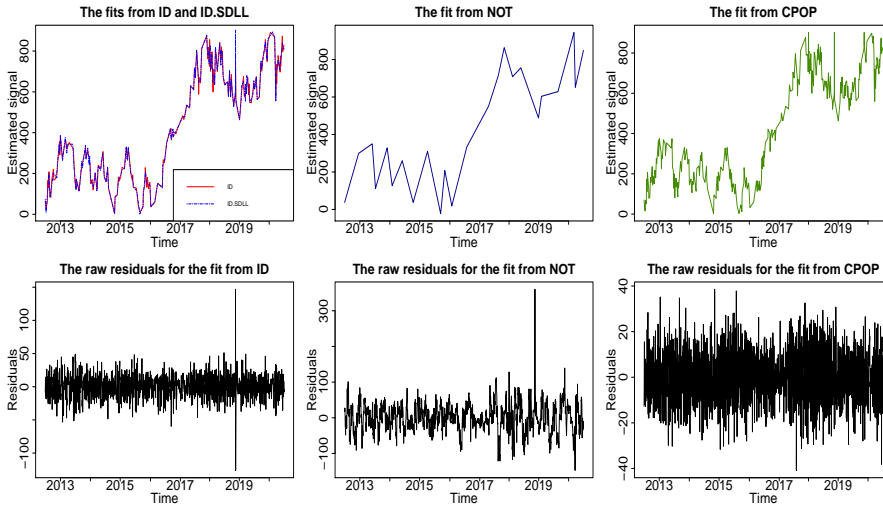 The fits from ID and ID.SDLL
Estimated signal
0 200 400 600 800
2013 2015 2017 2019
Time
ID
ID.SDLL
The fit from NOT
Estimated signal
0 200 400 600 800
2013 2015 2017 2019
Time
The fit from CPOP
Estimated signal
0 200 400 600 800
2013 2015 2017 2019
Time
The raw residuals for the fit from ID
Residuals
−100 0 50 100
2013 2015 2017 2019
Time
The raw residuals for the fit from NOT
Residuals
−100 0 100 300
2013 2015 2017 2019
Time
The raw residuals for the fit from CPOP
Residuals
−40 −20 0 20 40
2013 2015 2017 2019
Time